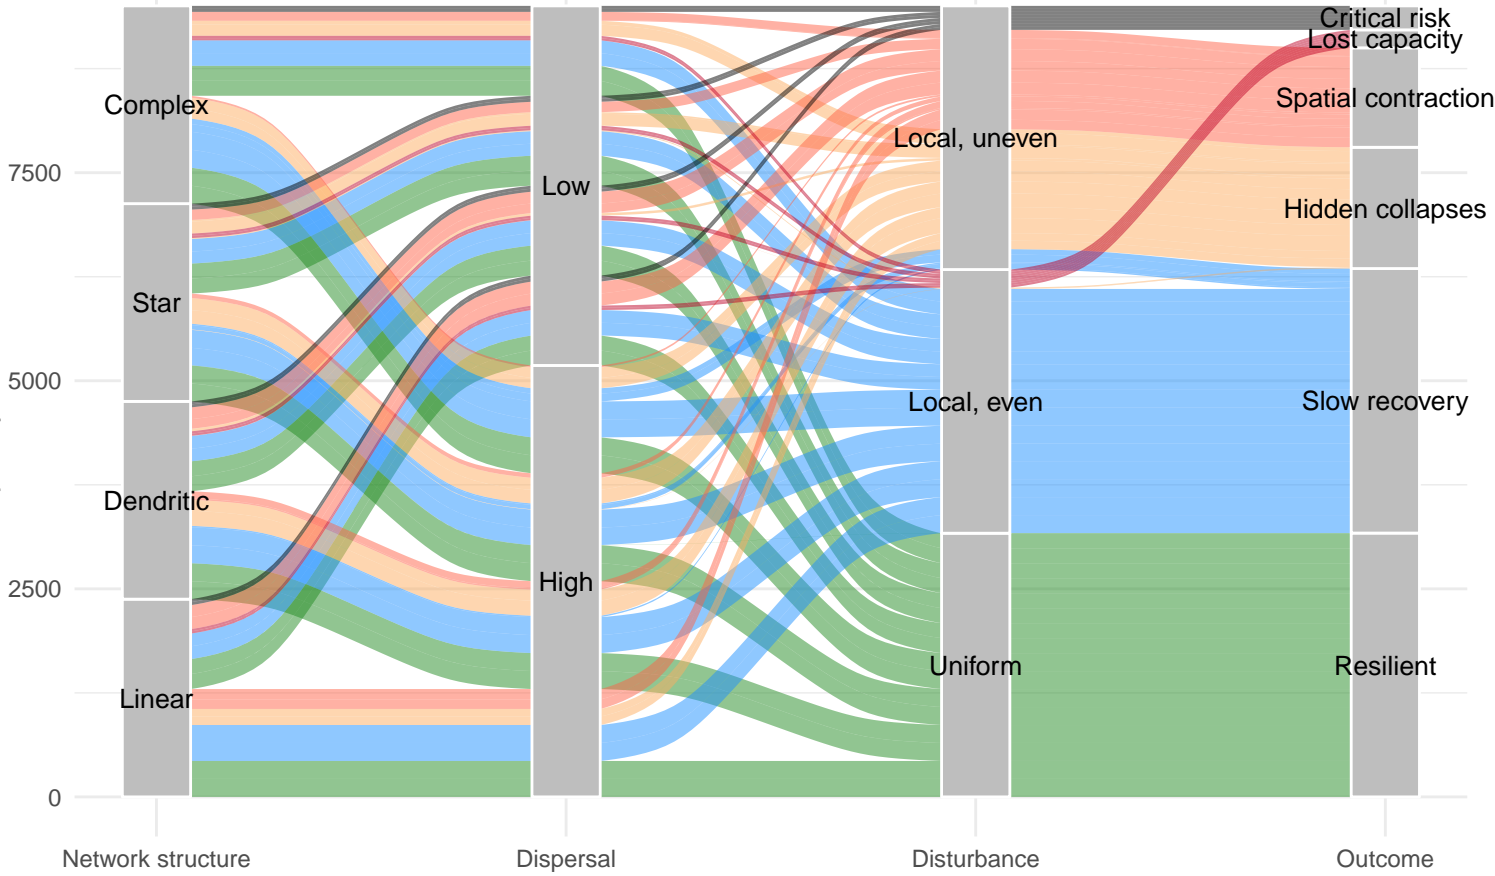 Critical risk
Lost capacity
Complex
Spatial contraction
Local, uneven
7500
Low
Hidden collapses
Star
5000
Local, even
Slow recovery
Dendritic
2500
High
Uniform
Resilient
Linear
0
Network structure
Dispersal
Disturbance
Outcome